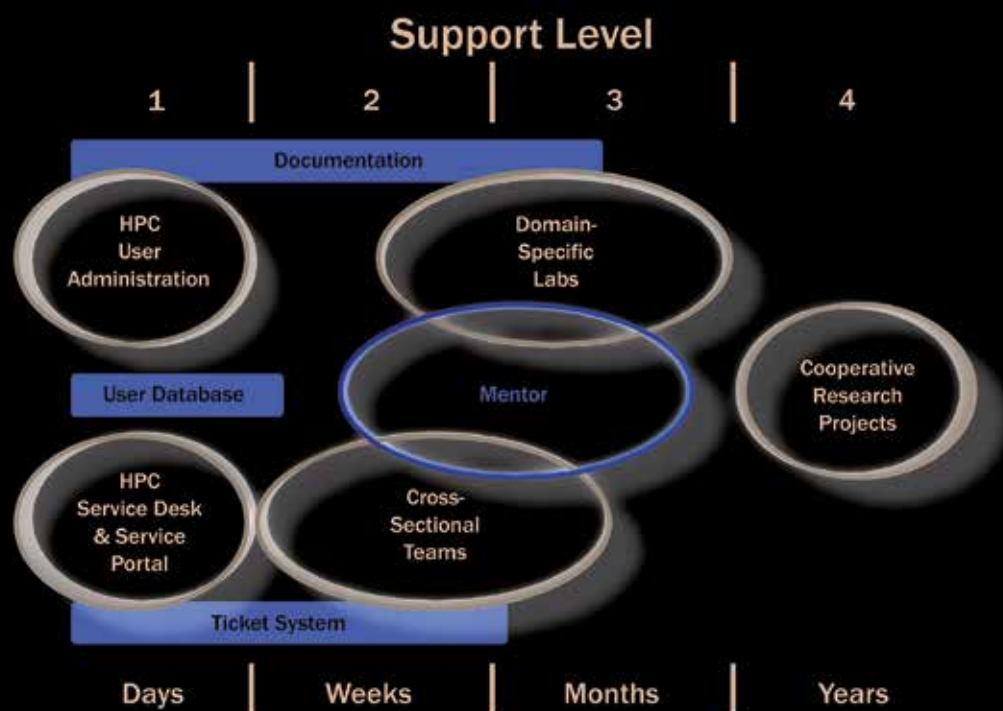 Support Level
1
2
3
4
Documentation
HPC
User
Administration
Domain-
Specific
Labs
User Database
Mentor
Cooperative
Research
Projects
HPC
Service Desk
& Service
Portal
Cross-
Sectional
Teams
Ticket System
Days
Weeks
Months
Years